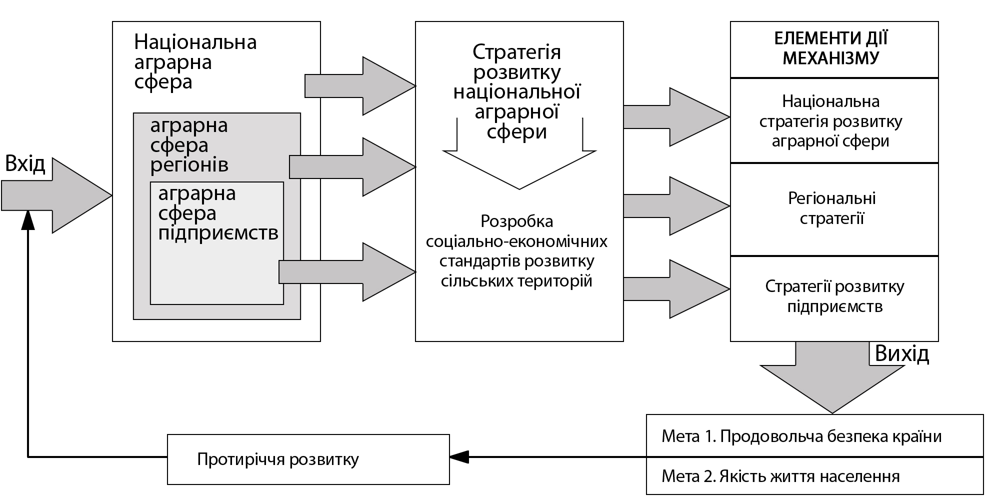 Вхід
Національна
аграрна
сфера
аграрна
сфера
регіонів
аграрна
сфера
підприємств
Стратегія
розвитку
національної
аграрної
сфери
Розробка
соціально-економічних
стандартів розвитку
сільських територій
ЕЛЕМЕНТИ ДІЇ
МЕХАНІЗМУ
Національна
стратегія розвитку
аграрної сфери
Регіональні
стратегії
Стратегії розвитку
підприємств
Вихід
Мета 1. Продовольча безпека країни
Мета 2. Якість життя населення
Протиріччя розвитку